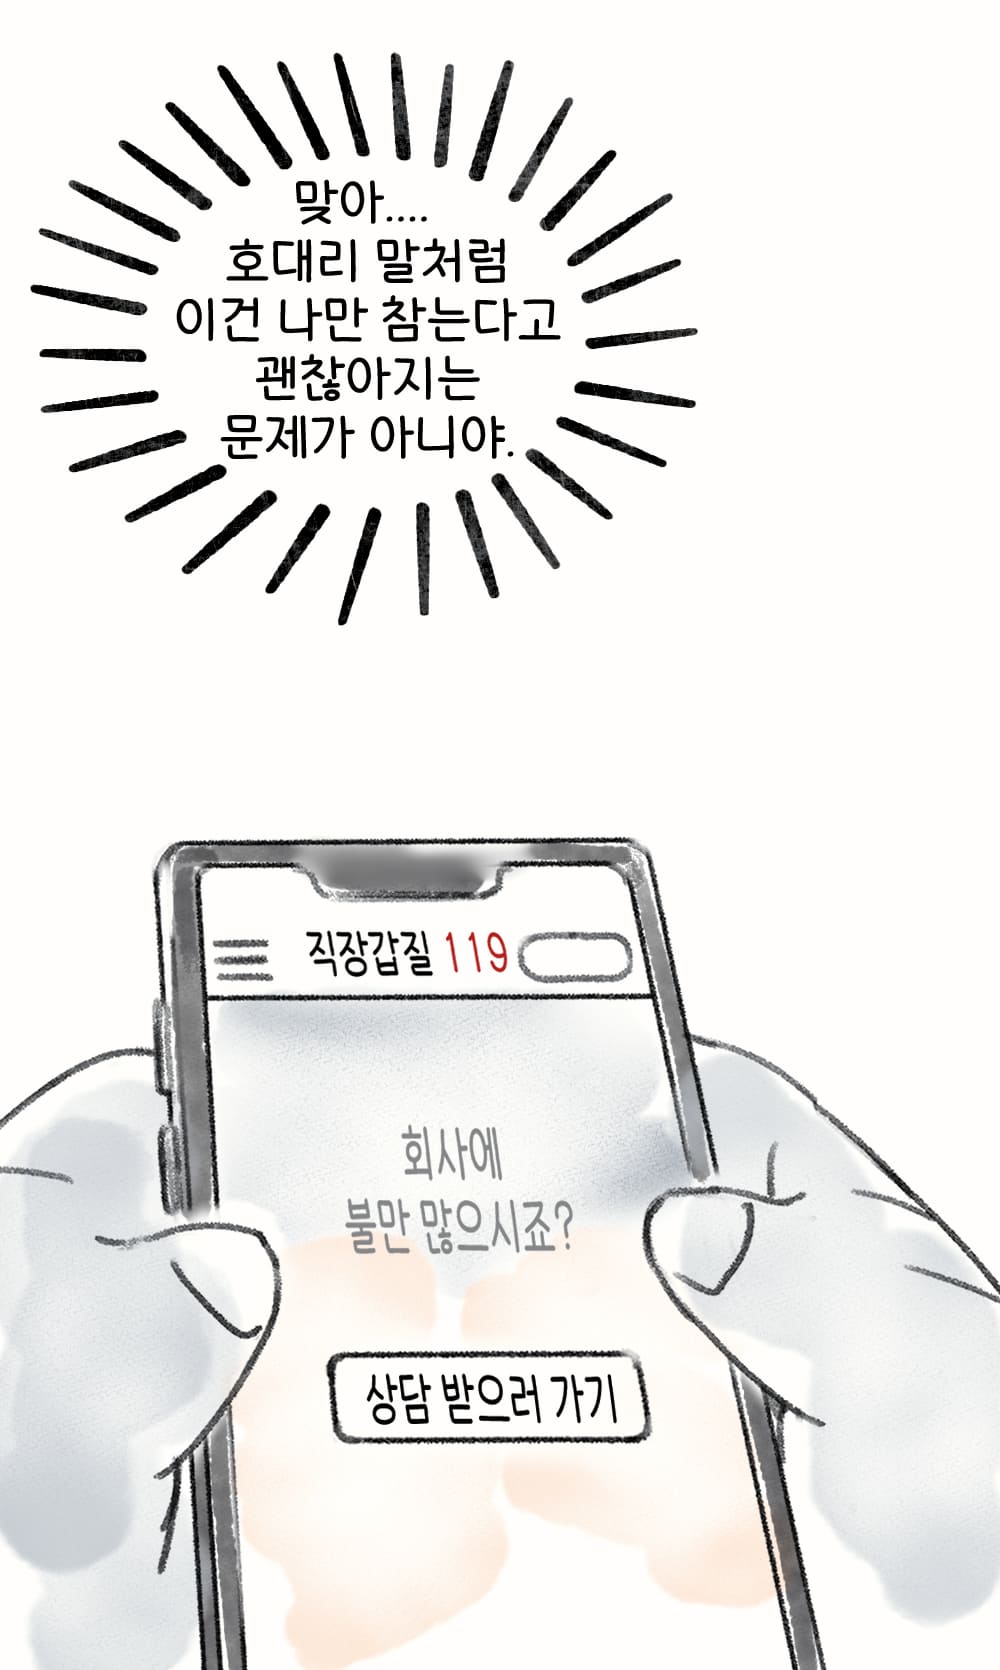 맞아....
호대리 말처럼
이건 나만 참는다고
괜찮아지는
문제가 아니야.
직장갑질 119
회사에
불만 많으시죠?
상담 받으러 가기